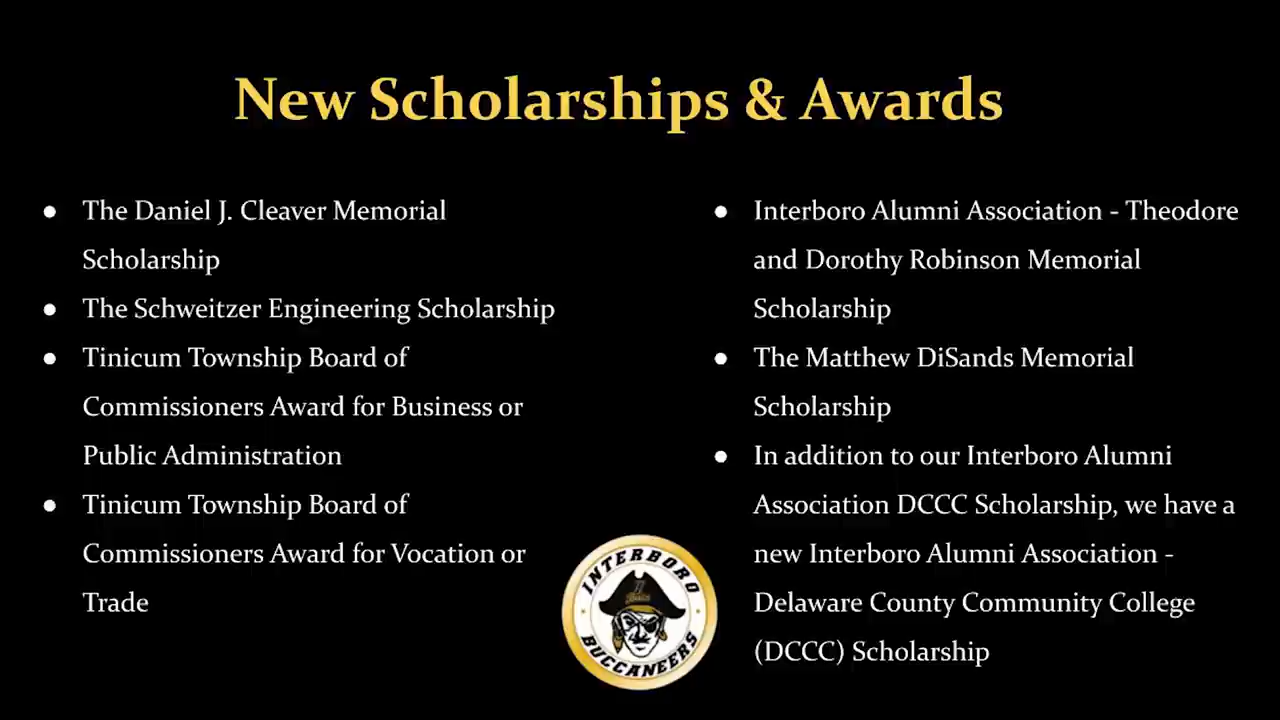 New Scholarships & Awards
● The Daniel J. Cleaver Memorial
Scholarship
● The Schweitzer Engineering Scholarship
● Tinicum Township Board of
Commissioners Award for Business or
Public Administration
● Tinicum Township Board of
Commissioners Award for Vocation or
Trade
● Interboro Alumni Association - Theodore
and Dorothy Robinson Memorial
Scholarship
● The Matthew DiSands Memorial
Scholarship
● In addition to our Interboro Alumni
Association DCCC Scholarship, we have a
new Interboro Alumni Association -
Delaware County Community College
(DCCC) Scholarship
INTERBORO
BUCCANEERS